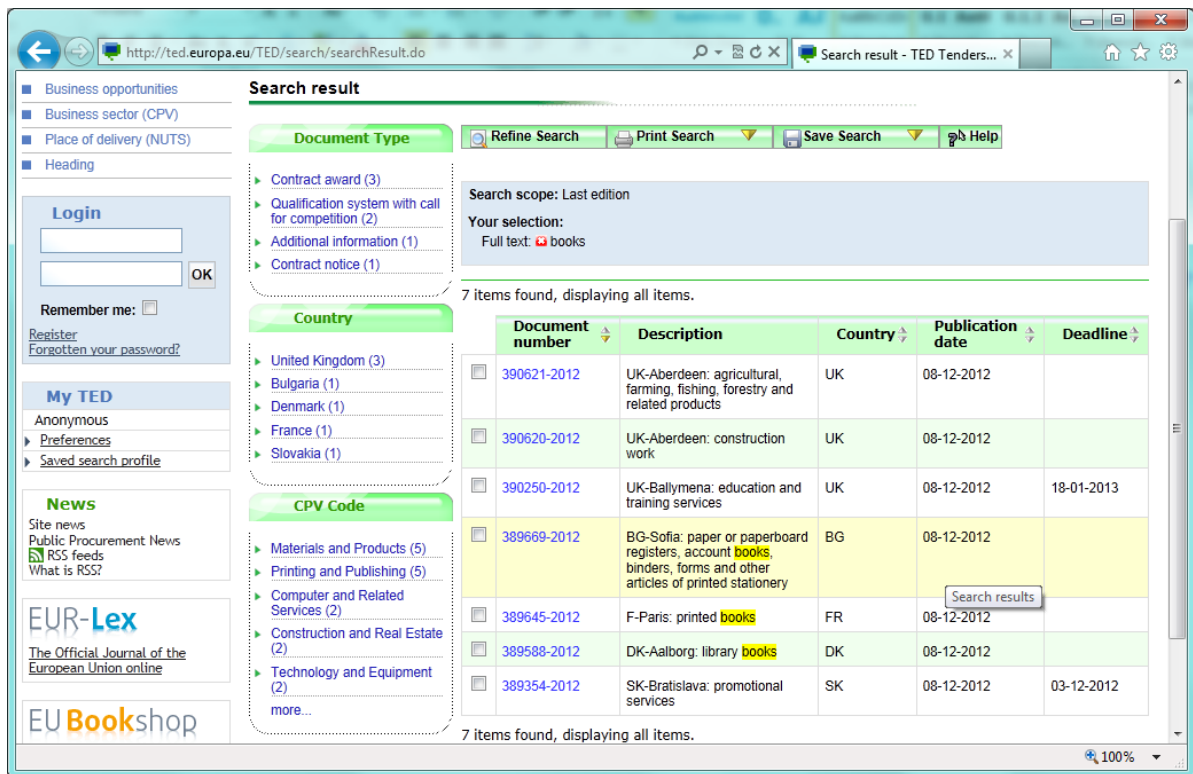 http://ted.europa.eu/TED/search/searchResult.do
Search result - TED Tenders...
Business opportunities
Business sector (CPV)
Place of delivery (NUTS)
Heading
Login
OK
Remember me:
Register
Forgotten your password?
My TED
Anonymous
Preferences
Saved search profile
News
Site news
Public Procurement News
RSS feeds
What is RSS?
EUR-Lex
The Official Journal of the
European Union online
EU Bookshop
Search result
Document Type
Contract award (3)
Qualification system with call
for competition (2)
Additional information (1)
Contract notice (1)
Country
United Kingdom (3)
Bulgaria (1)
Denmark (1)
France (1)
Slovakia (1)
CPV Code
Materials and Products (5)
Printing and Publishing (5)
Computer and Related
Services (2)
Construction and Real Estate
(2)
Technology and Equipment
(2)
more...
Refine Search Print Search Save Search Help
Search scope: Last edition
Your selection:
Full text: books
7 items found, displaying all items.
Document number Description Country Publication date Deadline
390621-2012 UK-Aberdeen: agricultural, UK 08-12-2012
farming, fishing, forestry and
related products
390620-2012 UK-Aberdeen: construction UK 08-12-2012
work
390250-2012 UK-Ballymena: education and UK 08-12-2012 18-01-2013
training services
389669-2012 BG-Sofia: paper or paperboard BG 08-12-2012
registers, account books,
binders, forms and other
articles of printed stationery
Search results
389645-2012 F-Paris: printed books FR 08-12-2012
389588-2012 DK-Aalborg: library books DK 08-12-2012
389354-2012 SK-Bratislava: promotional SK 08-12-2012 03-12-2012
services
7 items found, displaying all items.
100%